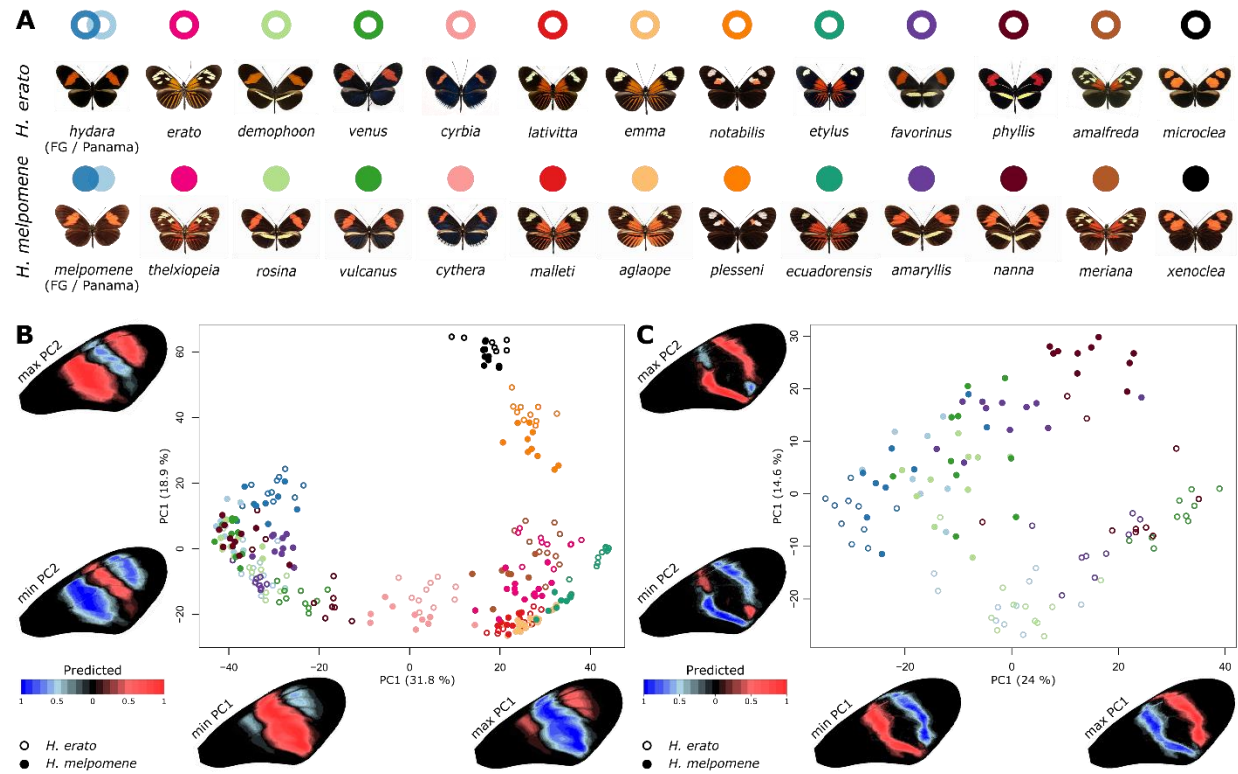 A
H. erato
hydara erato demophoon venus cyrbia lativitta emma notabilis etylus favorinus phyllis amalfreda microclea
(FG / Panama)
H. melpomene
melpomene thelxiopeia rosina vulcanus cythera malleti aglaope plesseni ecuadorensis amaryllis nanna meriana xenoclea
(FG / Panama)
B
max PC2
min PC2
PC1 (18.9 %)
60
40
20
0
−20
−40 −20 0 20 40
PC1 (31.8 %)
Predicted
1 0.5 0 0.5 1
min PC1
max PC1
H. erato
H. melpomene
C
max PC2
min PC2
PC1 (14.6 %)
30
20
10
0
−10
−20
−20 0 20 40
PC1 (24 %)
Predicted
1 0.5 0 0.5 1
min PC1
max PC1
H. erato
H. melpomene